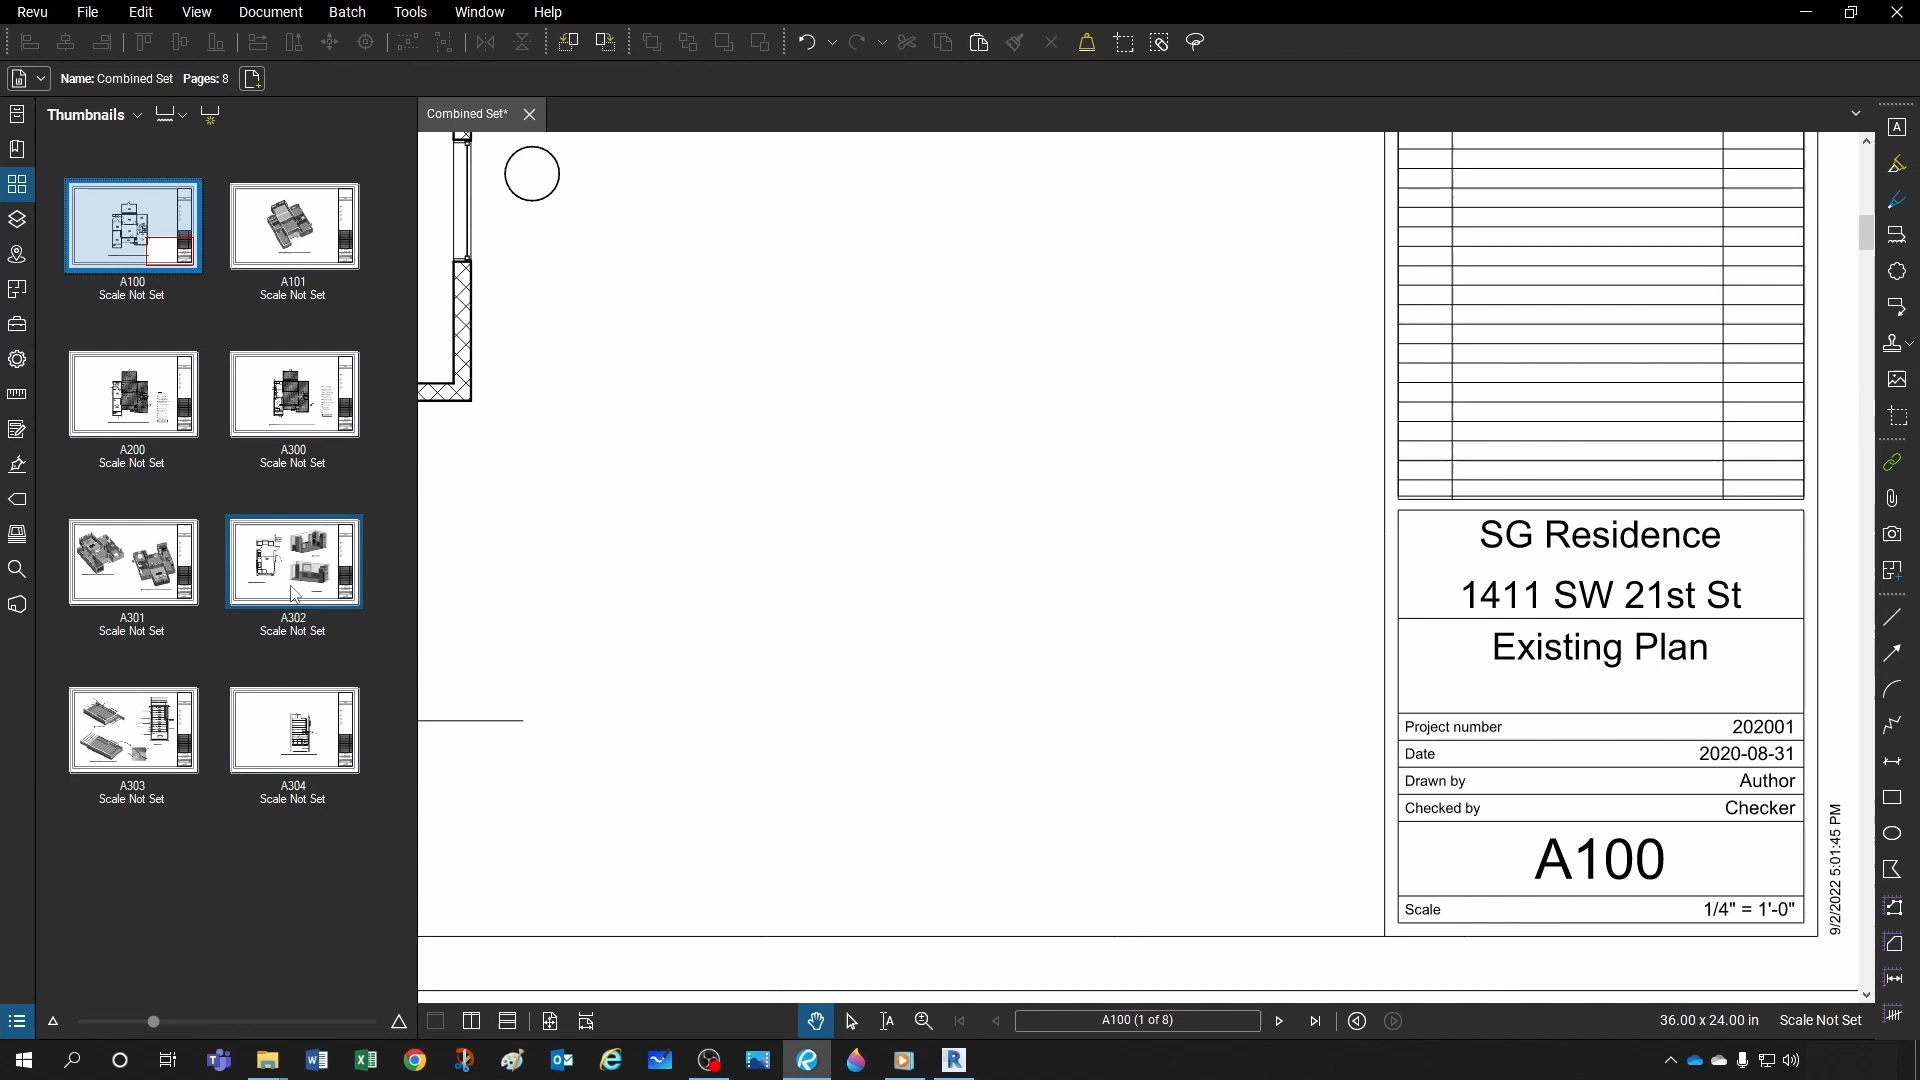 Revu File Edit View Document Batch Tools Window Help
Name: Combined Set Pages: 8
Thumbnails
Combined Set*
A100
Scale Not Set
A101
Scale Not Set
A200
Scale Not Set
A300
Scale Not Set
A301
Scale Not Set
A302
Scale Not Set
A303
Scale Not Set
A304
Scale Not Set
SG Residence
1411 SW 21st St
Existing Plan
Project number 202001
Date 2020-08-31
Drawn by Author
Checked by Checker
A100
Scale 1/4" = 1'-0"
9/2/2022 5:01:45 PM
A100 (1 of 8)
36.00 x 24.00 in Scale Not Set